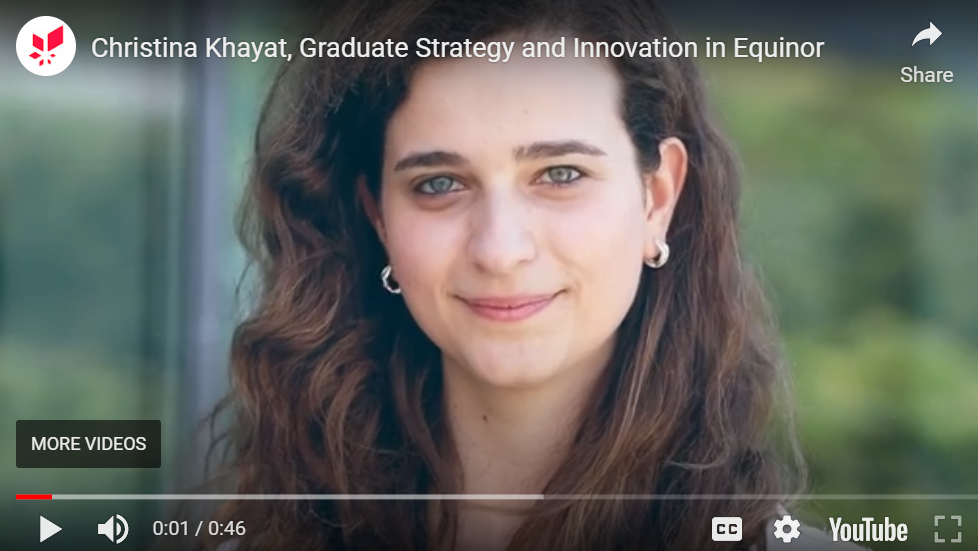 Christina Khayat, Graduate Strategy and Innovation in Equinor
Share
MORE VIDEOS
0:01 / 0:46
CC
YouTube